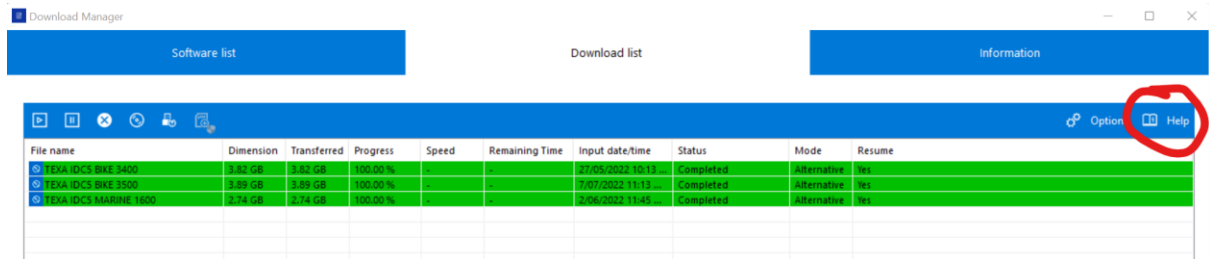 Download Manager
Software list Download list Information
Option Help
File name Dimension Transferred Progress Speed Remaining Time Input date/time Status Mode Resume
TEXA IDC5 BIKE 3400 3.82 GB 3.82 GB 100.00 % - - 27/05/2022 10:13 ... Completed Alternative Yes
TEXA IDC5 BIKE 3500 3.89 GB 3.89 GB 100.00 % - - 7/07/2022 11:13 ... Completed Alternative Yes
TEXA IDC5 MARINE 1600 2.74 GB 2.74 GB 100.00 % - - 2/06/2022 11:45 ... Completed Alternative Yes